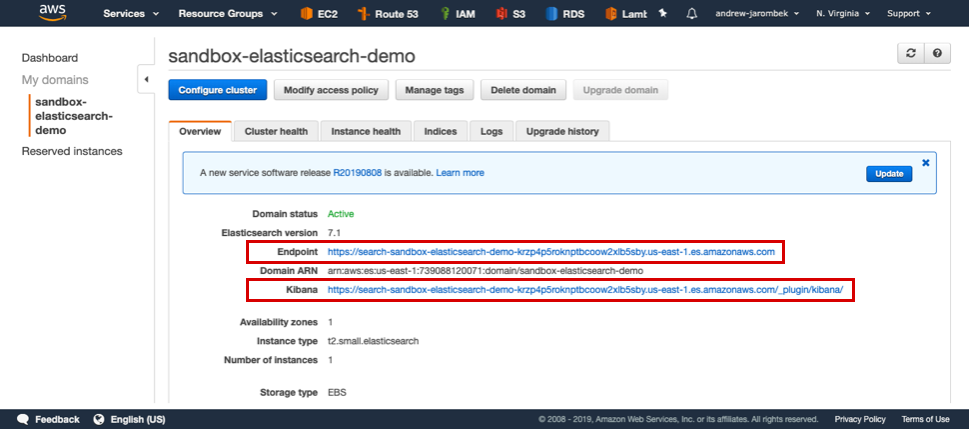 aws Services Resource Groups EC2 Route 53 IAM S3 RDS Lamb andrew-jarombek N. Virginia Support
sandbox-elasticsearch-demo
Dashboard
My domains
sandbox-
elasticsearch-
demo
Reserved instances
Configure cluster Modify access policy Manage tags Delete domain Upgrade domain
Overview Cluster health Instance health Indices Logs Upgrade history
A new service software release R20190808 is available. Learn more Update
Domain status Active
Elasticsearch version 7.1
Endpoint https://search-sandbox-elasticsearch-demo-krzp4p5roknptbcoow2xlb5sby.us-east-1.es.amazonaws.com
Domain ARN arn:aws:es:us-east-1:739088120071:domain/sandbox-elasticsearch-demo
Kibana https://search-sandbox-elasticsearch-demo-krzp4p5roknptbcoow2xlb5sby.us-east-1.es.amazonaws.com/_plugin/kibana/
Availability zones 1
Instance type t2.small.elasticsearch
Number of instances 1
Storage type EBS
Feedback English (US) © 2008 - 2019, Amazon Web Services, Inc. or its affiliates. All rights reserved. Privacy Policy Terms of Use